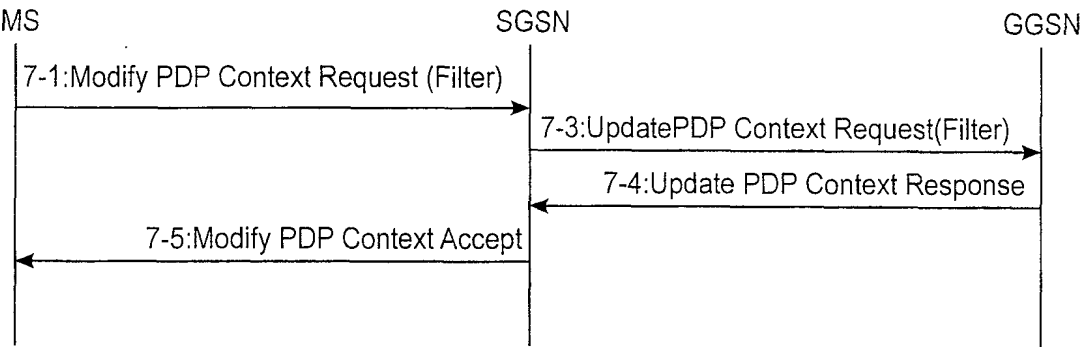 MS
SGSN
GGSN
7-1:Modify PDP Context Request (Filter)
7-3:UpdatePDP Context Request(Filter)
7-4:Update PDP Context Response
7-5:Modify PDP Context Accept